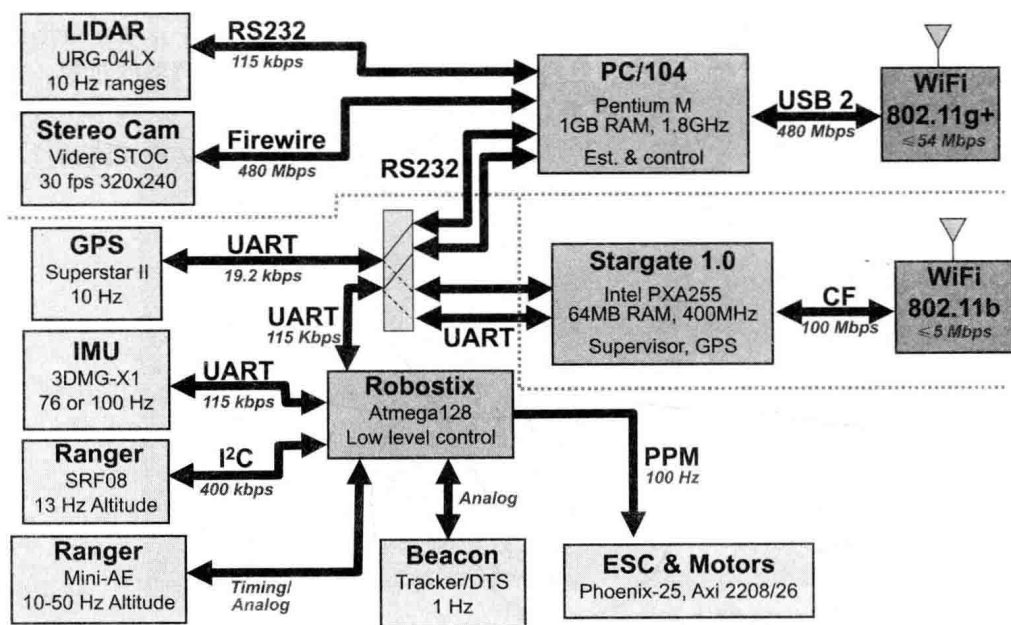 LIDAR
URG-04LX
10 Hz ranges
RS232
115 kbps
Stereo Cam
Videre STOC
30 fps 320x240
Firewire
480 Mbps
PC/104
Pentium M
1GB RAM, 1.8GHz
Est. & control
USB 2
480 Mbps
WiFi
802.11g+
≤54 Mbps
RS232
GPS
Superstar II
10 Hz
UART
19.2 kbps
UART
115 Kbps
UART
Stargate 1.0
Intel PXA255
64MB RAM, 400MHz
Supervisor, GPS
CF
100 Mbps
WiFi
802.11b
≤5 Mbps
IMU
3DMG-X1
76 or 100 Hz
UART
115 kbps
Robostix
Atmega128
Low level control
Ranger
SRF08
13 Hz Altitude
I²C
400 kbps
PPM
100 Hz
Analog
Ranger
Mini-AE
10-50 Hz Altitude
Timing/
Analog
Beacon
Tracker/DTS
1 Hz
ESC & Motors
Phoenix-25, Axi 2208/26